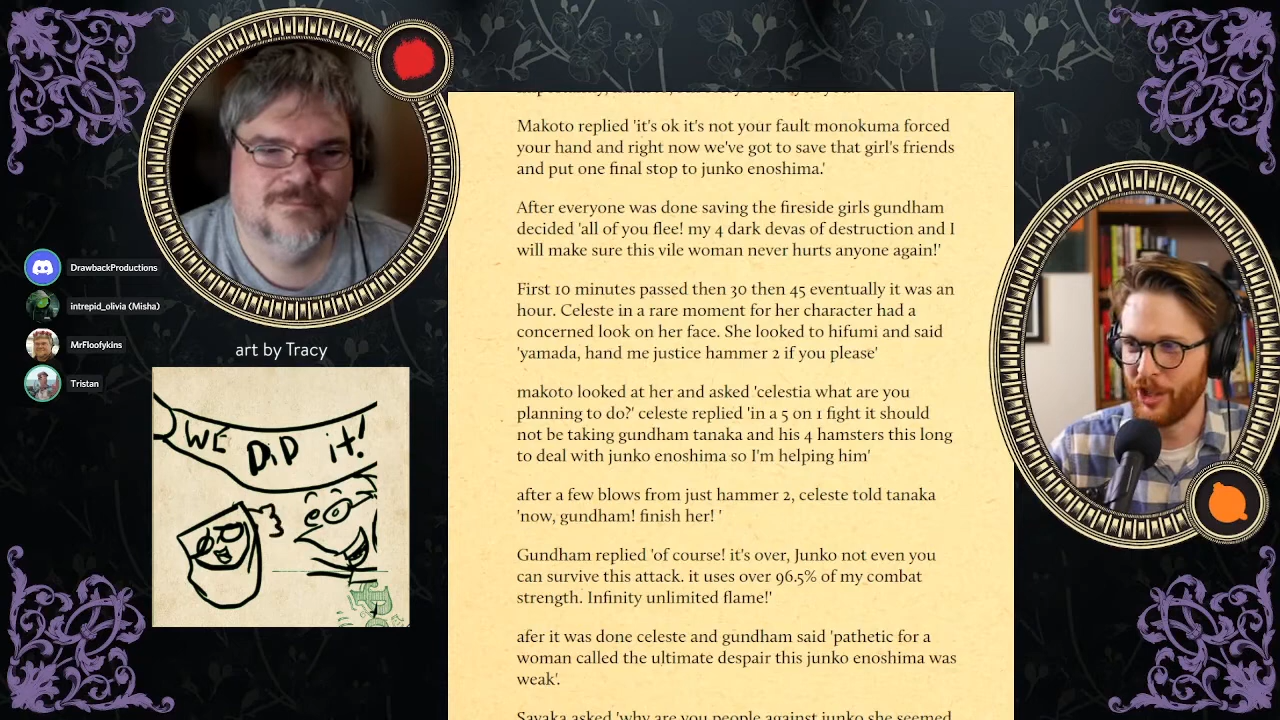 Makoto replied 'it's ok it's not your fault monokuma forced
your hand and right now we've got to save that girl's friends
and put one final stop to junko enoshima.'
After everyone was done saving the fireside girls gundham
decided 'all of you flee! my 4 dark devas of destruction and I
will make sure this vile woman never hurts anyone again!'
First 10 minutes passed then 30 then 45 eventually it was an
hour. Celeste in a rare moment for her character had a
concerned look on her face. She looked to hifumi and said
'yamada, hand me justice hammer 2 if you please'
makoto looked at her and asked 'celestia what are you
planning to do?' celeste replied 'in a 5 on 1 fight it should
not be taking gundham tanaka and his 4 hamsters this long
to deal with junko enoshima so I'm helping him'
after a few blows from just hammer 2, celeste told tanaka
'now, gundham! finish her! '
Gundham replied 'of course! it's over, Junko not even you
can survive this attack. it uses over 96.5% of my combat
strength. Infinity unlimited flame!'
afer it was done celeste and gundham said 'pathetic for a
woman called the ultimate despair this junko enoshima was
weak'.
Sayaka asked 'why are you people against junko she seemed
DrawbackProductions
intrepid_olivia (Misha)
MrFloofykins
Tristan
art by Tracy
WE DiD it!